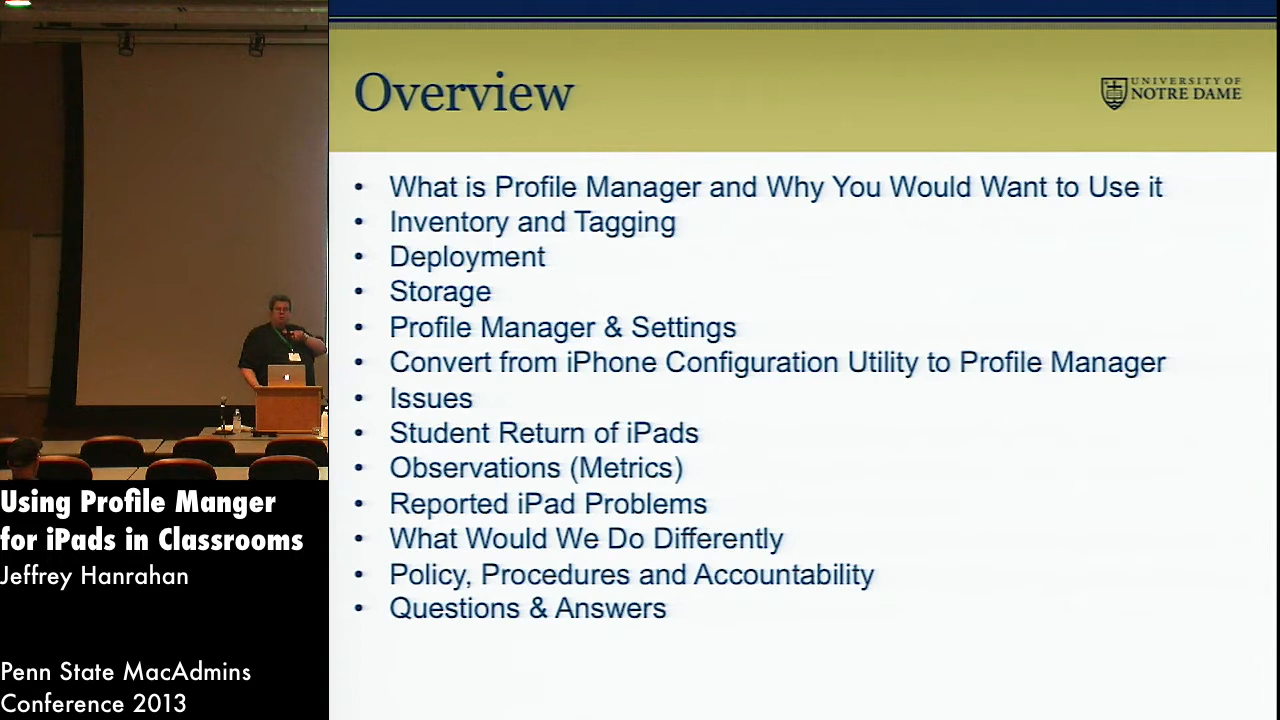 Overview
UNIVERSITY OF
NOTRE DAME
• What is Profile Manager and Why You Would Want to Use it
• Inventory and Tagging
• Deployment
• Storage
• Profile Manager & Settings
• Convert from iPhone Configuration Utility to Profile Manager
• Issues
• Student Return of iPads
• Observations (Metrics)
• Reported iPad Problems
• What Would We Do Differently
• Policy, Procedures and Accountability
• Questions & Answers
Using Profile Manger
for iPads in Classrooms
Jeffrey Hanrahan
Penn State MacAdmins
Conference 2013